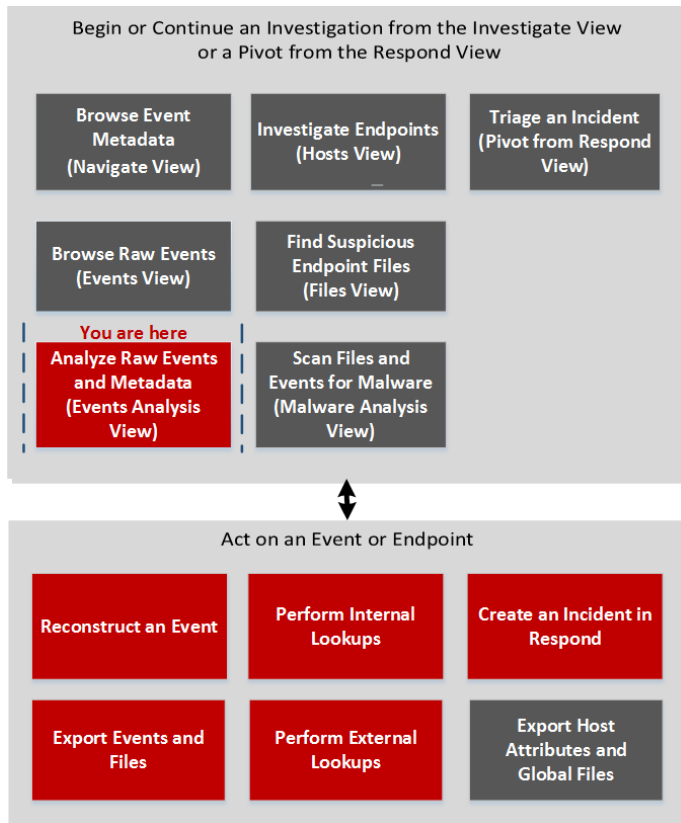 Begin or Continue an Investigation from the Investigate View
or a Pivot from the Respond View
Browse Event
Metadata
(Navigate View)
Investigate Endpoints
(Hosts View)
Triage an Incident
(Pivot from Respond
View)
Browse Raw Events
(Events View)
Find Suspicious
Endpoint Files
(Files View)
You are here
Analyze Raw Events
and Metadata
(Events Analysis
View)
Scan Files and
Events for Malware
(Malware Analysis
View)
Act on an Event or Endpoint
Reconstruct an Event
Perform Internal
Lookups
Create an Incident in
Respond
Export Events and
Files
Perform External
Lookups
Export Host
Attributes and
Global Files